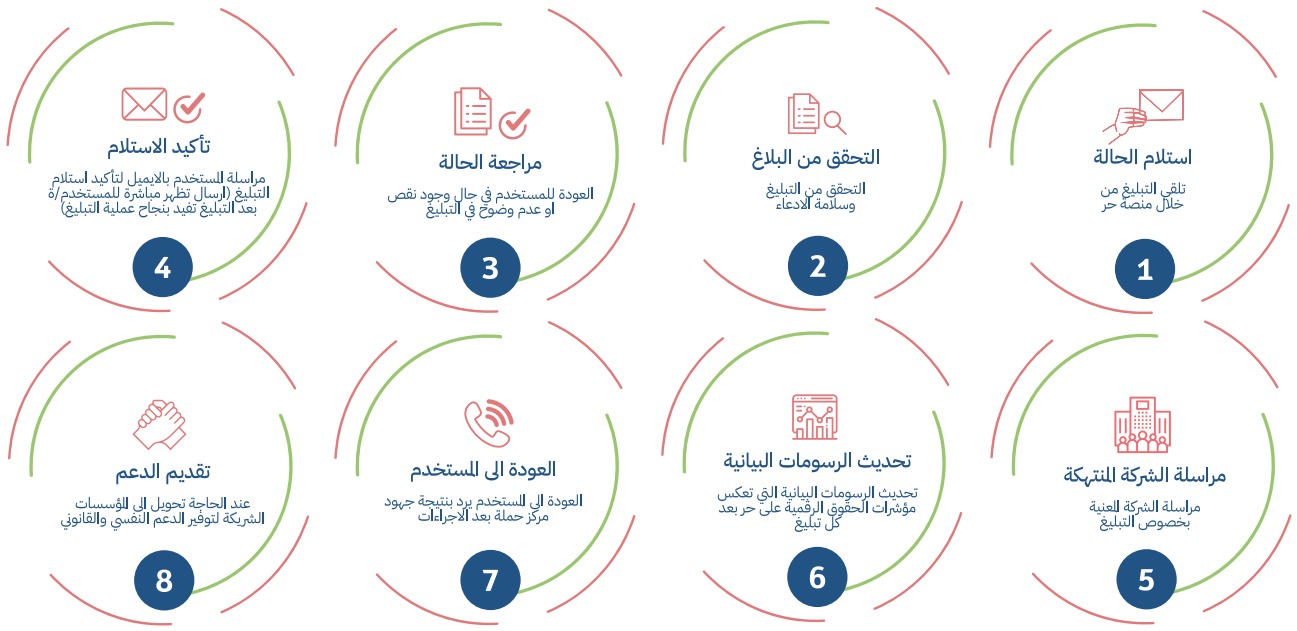 استلام الحالة
تلقي التبليغ من
خلال منصة حر
1
التحقق من البلاغ
التحقق من التبليغ
وسلامة الادعاء
2
مراجعة الحالة
العودة للمستخدم في حال وجود نقص
او عدم وضوح في التبليغ
3
تأكيد الاستلام
مراسلة المستخدم بالايميل لتأكيد استلام
التبليغ (ارسال تظهر مباشرة للمستخدم/ة
بعد التبليغ تفيد بنجاح عملية التبليغ)
4
مراسلة الشركة المنتهكة
مراسلة الشركة المعنية
بخصوص التبليغ
5
تحديث الرسومات البيانية
تحديث الرسومات البيانية التي تعكس
مؤشرات الحقوق الرقمية على حر بعد
كل تبليغ
6
العودة الى المستخدم
العودة الى المستخدم برد بنتيجة جهود
مركز حملة بعد الاجراءات
7
تقديم الدعم
عند الحاجة تحويل الى المؤسسات
الشريكة لتوفير الدعم النفسي والقانوني
8